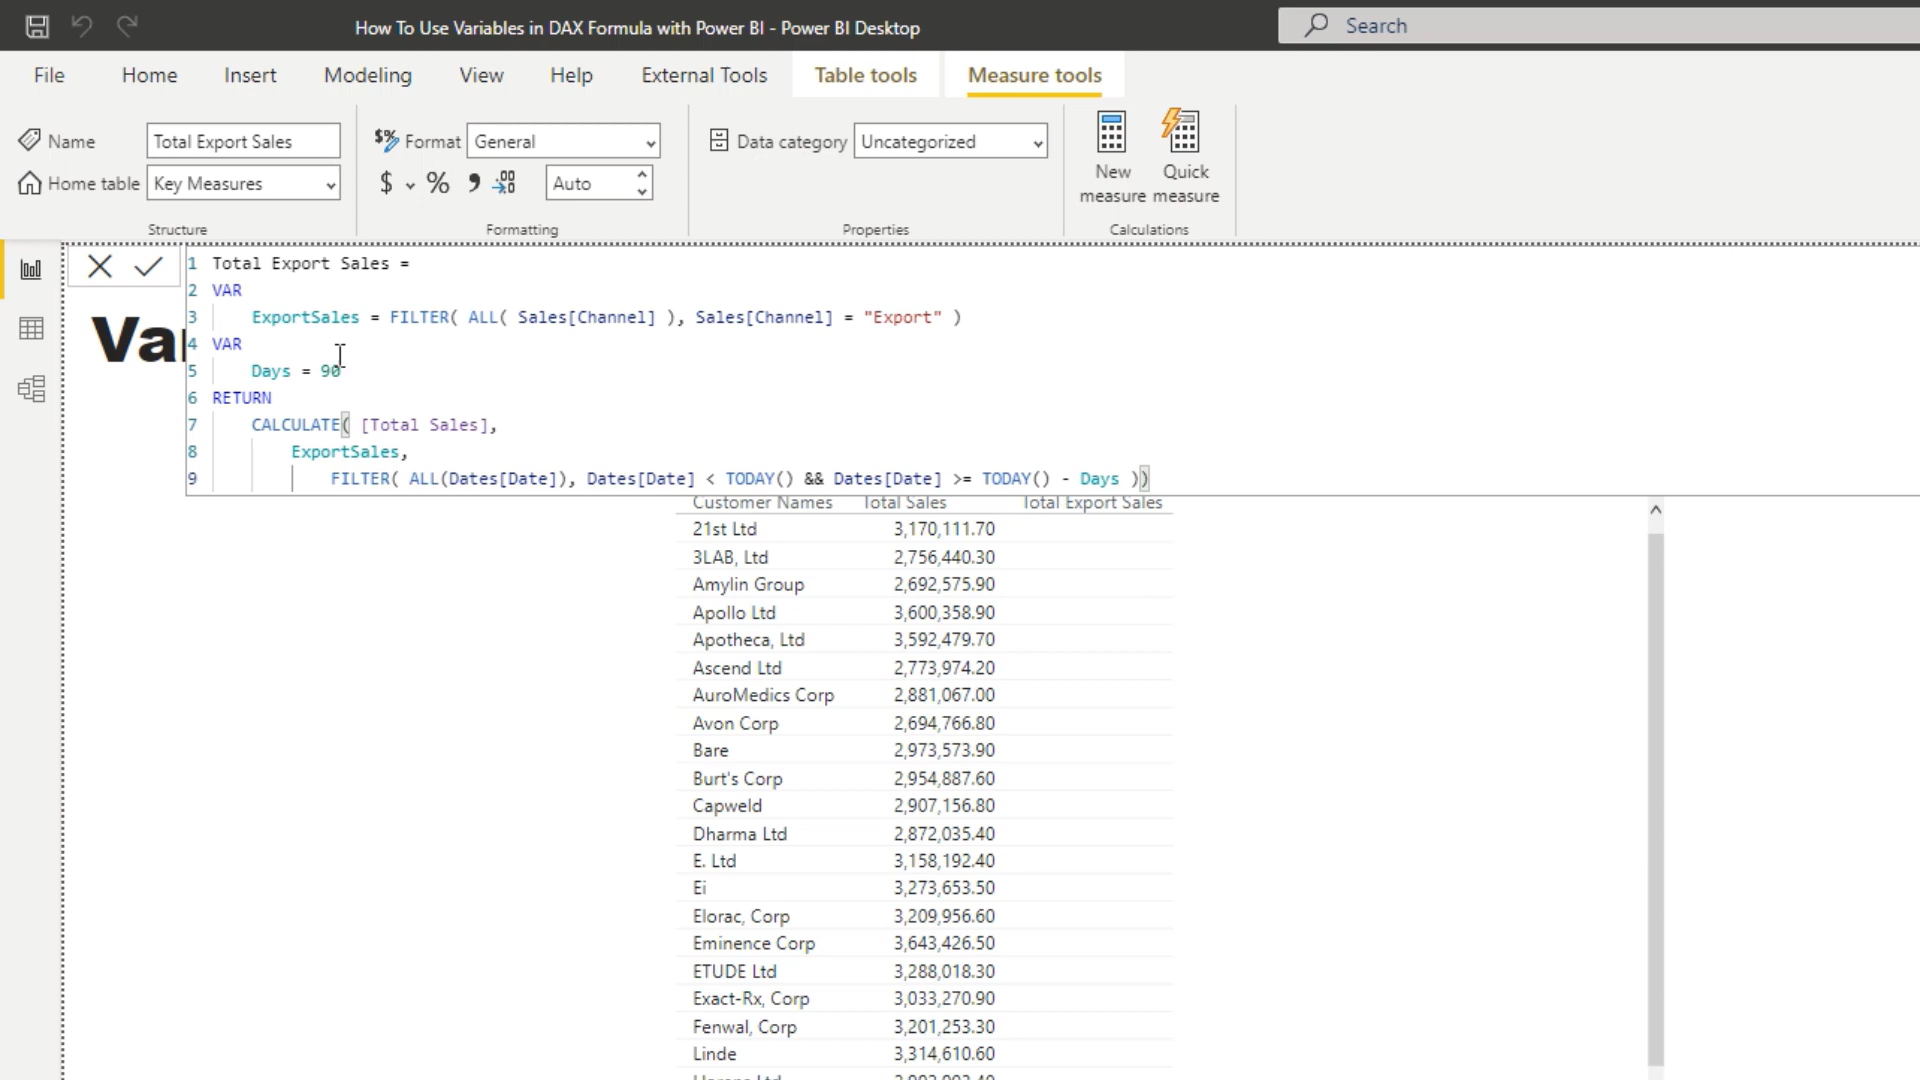 How To Use Variables in DAX Formula with Power BI - Power BI Desktop
Search
File Home Insert Modeling View Help External Tools Table tools Measure tools
Name Total Export Sales
Home table Key Measures
Structure
$% Format General
$ % Auto
Formatting
Data category Uncategorized
Properties
New measure
Quick measure
Calculations
1 Total Export Sales =
2 VAR
3 ExportSales = FILTER( ALL( Sales[Channel] ), Sales[Channel] = "Export" )
4 VAR
5 Days = 90
6 RETURN
7 CALCULATE( [Total Sales],
8 ExportSales,
9 FILTER( ALL(Dates[Date]), Dates[Date] < TODAY() && Dates[Date] >= TODAY() - Days ))
Customer Names Total Sales Total Export Sales
21st Ltd 3,170,111.70
3LAB, Ltd 2,756,440.30
Amylin Group 2,692,575.90
Apollo Ltd 3,600,358.90
Apotheca, Ltd 3,592,479.70
Ascend Ltd 2,773,974.20
AuroMedics Corp 2,881,067.00
Avon Corp 2,694,766.80
Bare 2,973,573.90
Burt's Corp 2,954,887.60
Capweld 2,907,156.80
Dharma Ltd 2,872,035.40
E. Ltd 3,158,192.40
Ei 3,273,653.50
Elorac, Corp 3,209,956.60
Eminence Corp 3,643,426.50
ETUDE Ltd 3,288,018.30
Exact-Rx, Corp 3,033,270.90
Fenwal, Corp 3,201,253.30
Linde 3,314,610.60